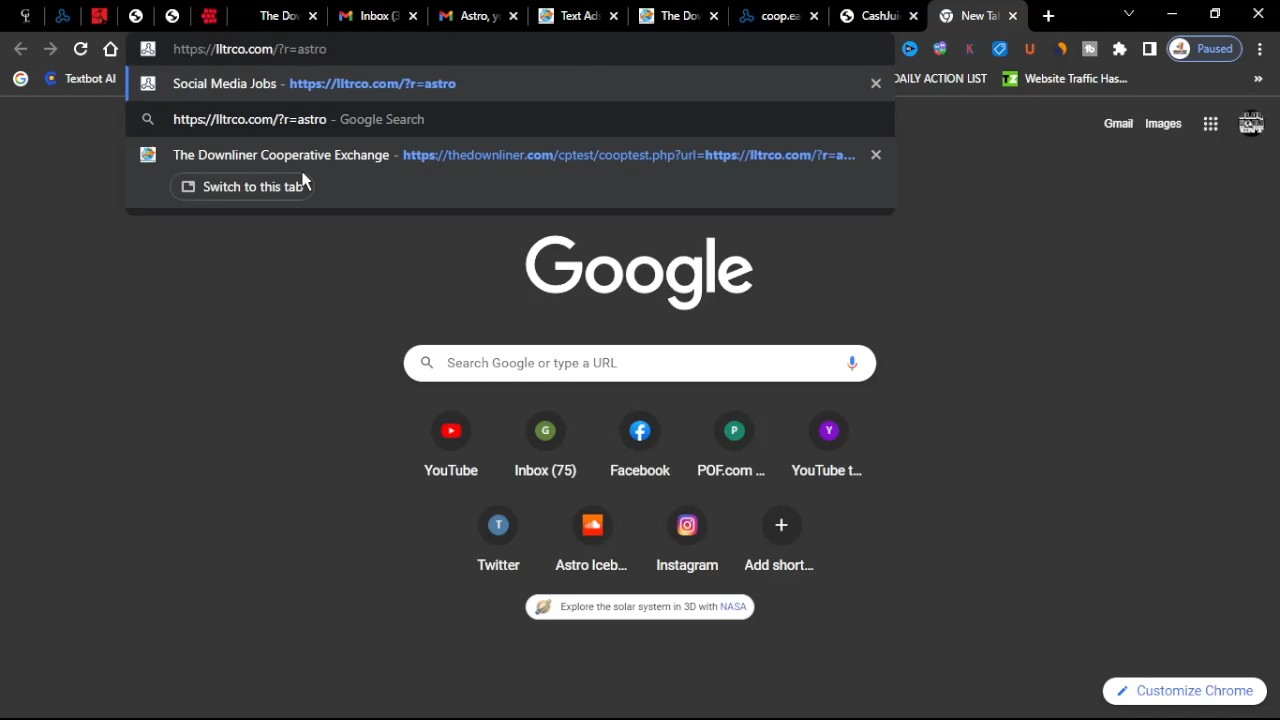 The Dov
Inbox (
Astro, y
Text Ads
The Dov
coop.ea
CashJui
New Ta
https://lltrco.com/?r=astro
Paused
Textbot AI
DAILY ACTION LIST
Website Traffic Has...
»
Social Media Jobs - https://lltrco.com/?r=astro
https://lltrco.com/?r=astro - Google Search
The Downliner Cooperative Exchange - https://thedownliner.com/cptest/cooptest.php?url=https://lltrco.com/?r=a...
Switch to this tab
Gmail Images
Google
Search Google or type a URL
G
P
Y
YouTube
Inbox (75)
Facebook
POF.com ...
YouTube t...
T
Twitter
Astro Iceb...
Instagram
Add short...
Explore the solar system in 3D with NASA
Customize Chrome